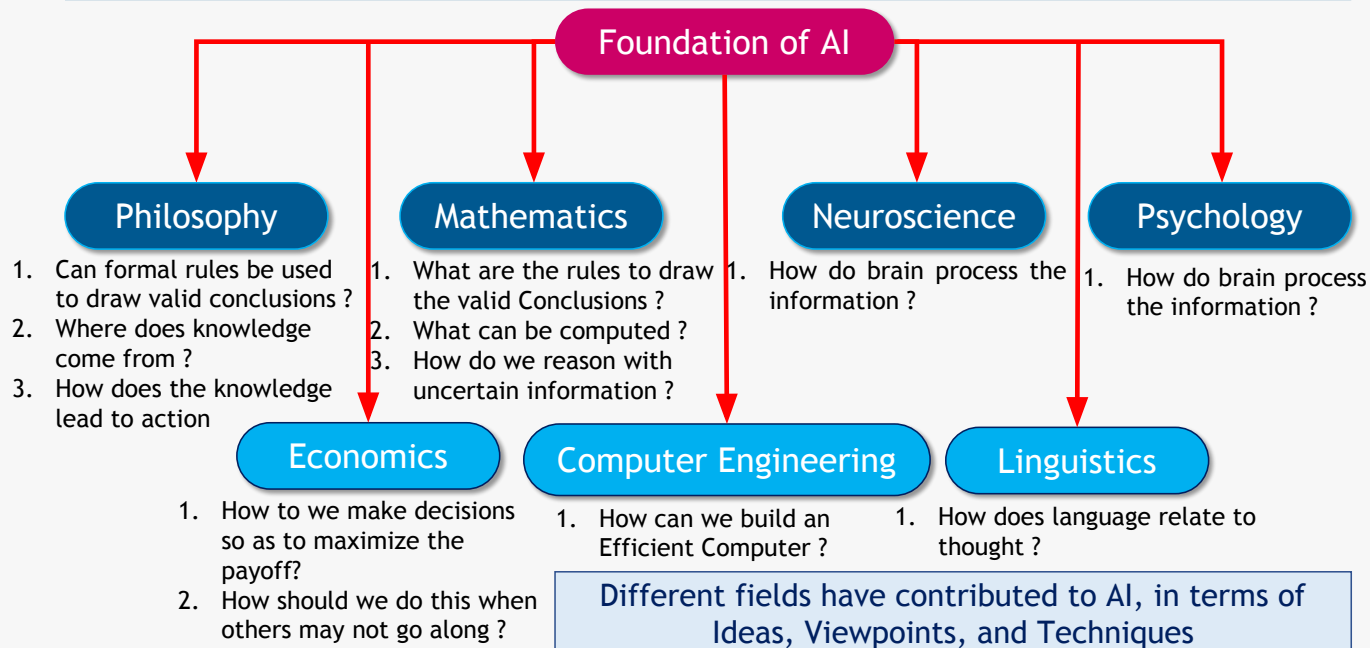 Foundation of AI
Philosophy
1. Can formal rules be used
to draw valid conclusions ?
2. Where does knowledge
come from ?
3. How does the knowledge
lead to action
Mathematics
1. What are the rules to draw
the valid Conclusions ?
2. What can be computed ?
3. How do we reason with
uncertain information ?
Neuroscience
1. How do brain process the
information ?
Psychology
1. How do brain process
the information ?
Economics
1. How to we make decisions
so as to maximize the
payoff?
2. How should we do this when
others may not go along ?
Computer Engineering
1. How can we build an
Efficient Computer ?
Linguistics
1. How does language relate to
thought ?
Different fields have contributed to AI, in terms of
Ideas, Viewpoints, and Techniques